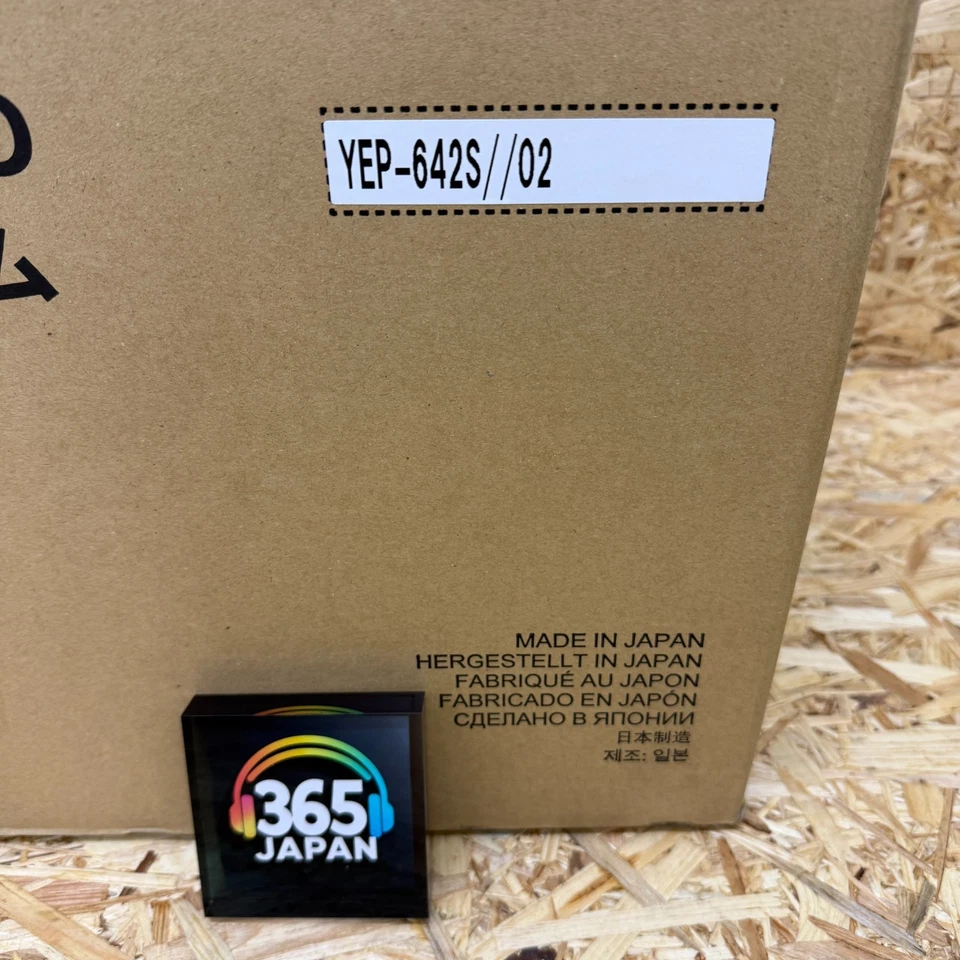 YEP-642S//02
MADE IN JAPAN
HERGESTELLT IN JAPAN
FABRIQUÉ AU JAPON
FABRICADO EN JAPÓN
СДЕЛАНО В ЯПОНИИ
日本制造
제조: 일본
365
JAPAN